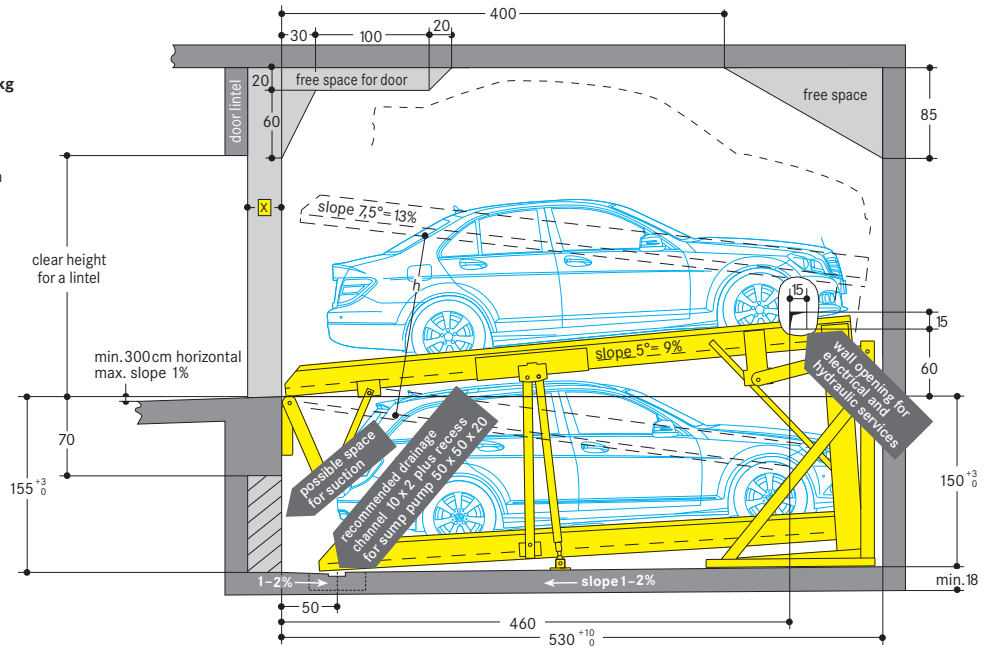 400
20
30
100
kg
20
free space for door
door lintel
free space
60
85
n
X
slope 7,5°= 13%
clear height
for a lintel
h
15
15
min. 300 cm horizontal
max. slope 1%
slope 5°= 9%
60
wall opening for
electrical and
hydraulic services
70
possible space
for suction
recommended drainage
channel 10 x 2 plus recess
for sump pump 50 x 50 x 20
155 +3 0
150 +3 0
1–2%
slope 1–2%
min.18
50
460
530 +10 0